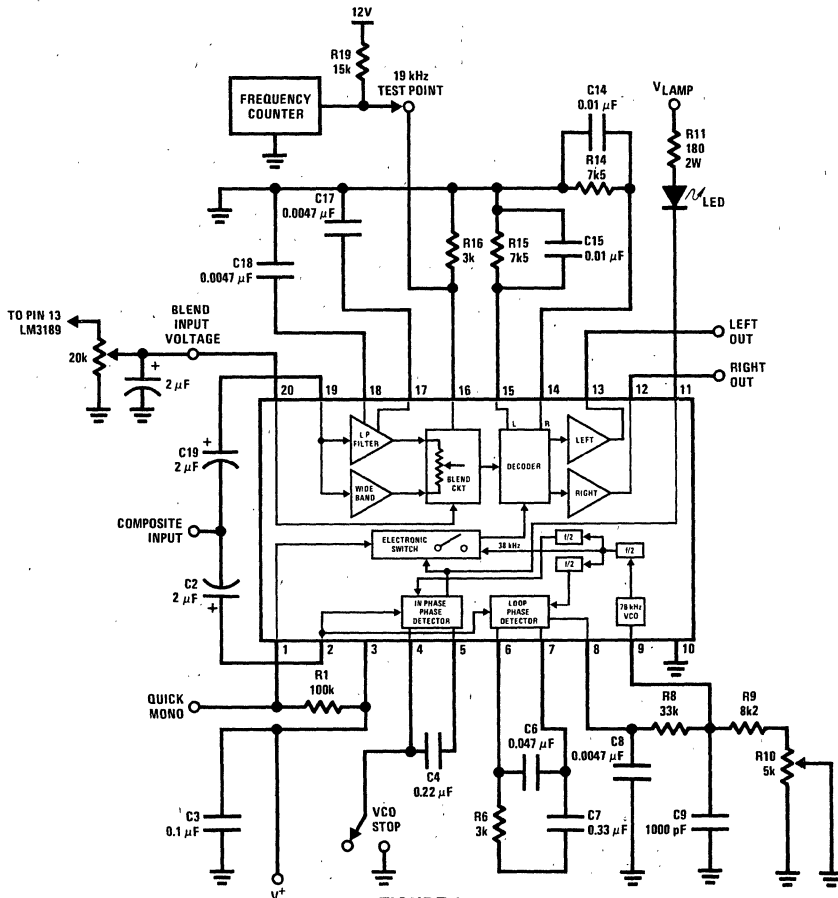 12V
R19
15k
19 kHz
TEST POINT
FREQUENCY
COUNTER
C14
0.01 μF
R14
7k5
VLAMP
R11
180
2W
LED
C17
0.0047 μF
C18
0.0047 μF
R16
3k
R15
7k5
C15
0.01 μF
TO PIN 13
LM3189
BLEND
INPUT
VOLTAGE
20k
+
2 μF
LEFT
OUT
RIGHT
OUT
20 19 18 17 16 15 14 13 12 11
C19
2 μF
+
LP
FILTER
WIDE
BAND
BLEND
CKT
L R
DECODER
LEFT
RIGHT
COMPOSITE
INPUT
ELECTRONIC
SWITCH
38 kHz
f/2
f/2
f/2
C2
2 μF
+
IN PHASE
PHASE
DETECTOR
LOOP
PHASE
DETECTOR
76 kHz
VCO
1 2 3 4 5 6 7 8 9 10
QUICK
MONO
R1
100k
C3
0.1 μF
V+
C4
0.22 μF
VCO
STOP
C6
0.047 μF
R6
3k
C7
0.33 μF
C8
0.0047 μF
R8
33k
R9
8k2
R10
5k
C9
1000 pF